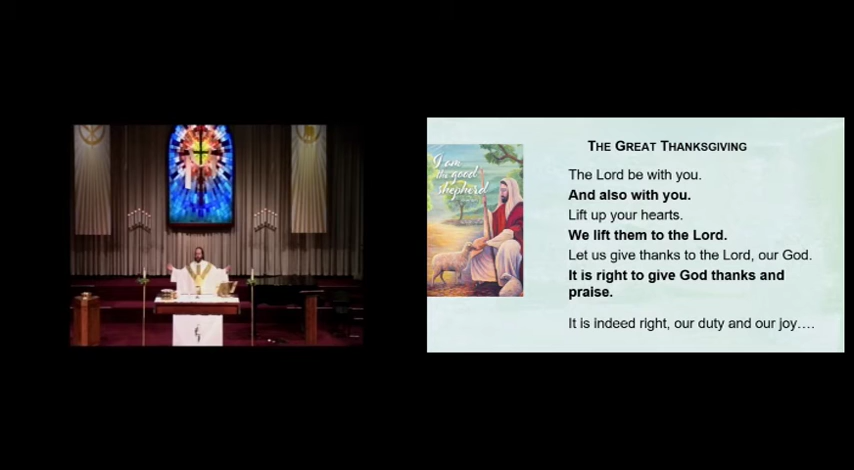 THE GREAT THANKSGIVING
I am
the good
shepherd
The Lord be with you.
And also with you.
Lift up your hearts.
We lift them to the Lord.
Let us give thanks to the Lord, our God.
It is right to give God thanks and
praise.
It is indeed right, our duty and our joy….